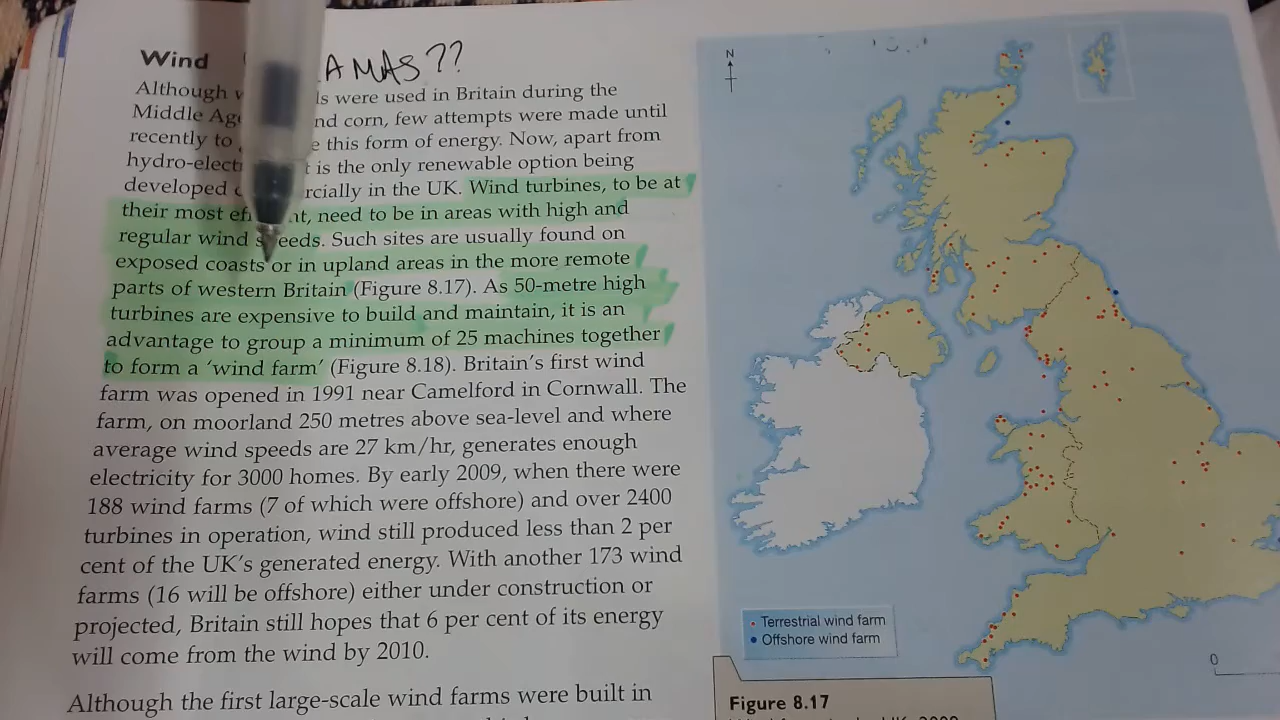 Wind
A MAS??
Although ls were used in Britain during the
Middle nd corn, few attempts were made until
recently to this form of energy. Now, apart from
is the only renewable option being
developed rcially in the UK. Wind turbines, to be at
their most need to be in areas with high and
regular wind speeds. Such sites are usually found on
exposed coasts or in upland areas in the more remote
parts of western Britain (Figure 8.17). As 50-metre high
turbines are expensive to build and maintain, it is an
advantage to group a minimum of 25 machines together
to form a ‘wind farm’ (Figure 8.18). Britain's first wind
farm was opened in 1991 near Camelford in Cornwall. The
farm, on moorland 250 metres above sea-level and where
average wind speeds are 27 km/hr, generates enough
electricity for 3000 homes. By early 2009, when there were
188 wind farms (7 of which were offshore) and over 2400
turbines in operation, wind still produced less than 2 per
cent of the UK's generated energy. With another 173 wind
farms (16 will be offshore) either under construction or
projected, Britain still hopes that 6 per cent of its energy
will come from the wind by 2010.
Although the first large-scale wind farms were built in
N
Terrestrial wind farm
Offshore wind farm
0
Figure 8.17